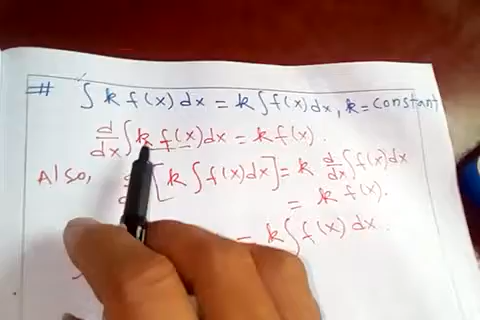 # ∫ k f(x) dx = k ∫ f(x) dx, k = constant
d/dx ∫ k f(x) dx = k f(x).
Also, [ k ∫ f(x) dx ] = k d/dx ∫ f(x) dx
= k f(x).
= k ∫ f(x) dx.